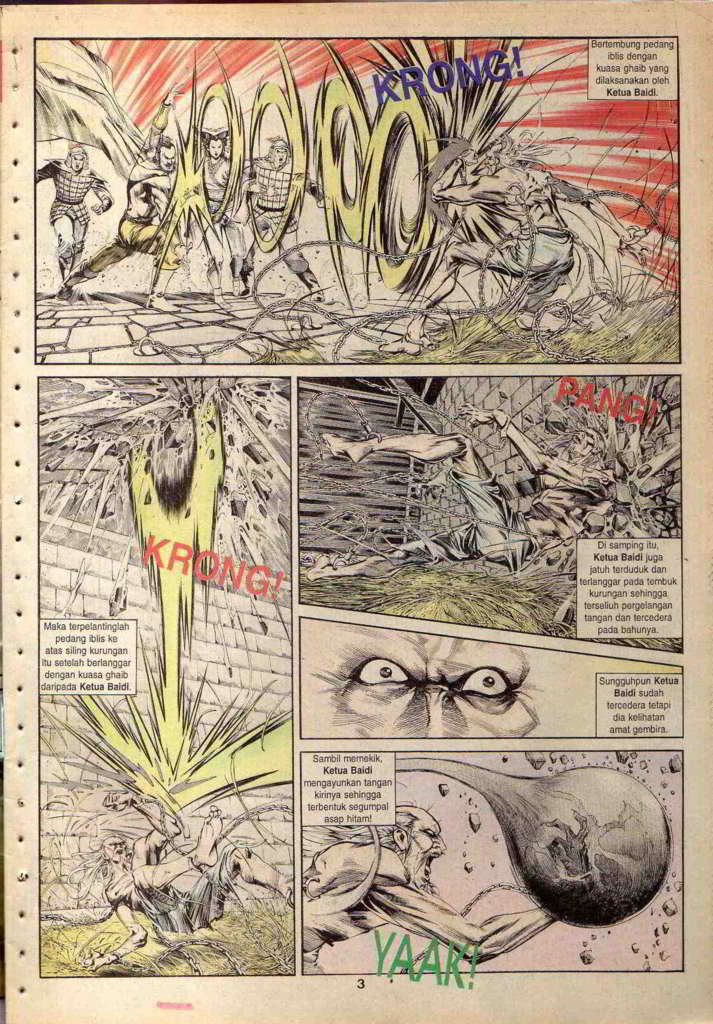 KRONG!
Bertembung pedang
iblis dengan
kuasa ghaib yang
dilaksanakan oleh
Ketua Baidi.
KRONG!
Maka terpelantinglah
pedang iblis ke
atas siling kurungan
itu setelah berlanggar
dengan kuasa ghaib
daripada Ketua Baidi.
PANG!
Di samping itu,
Ketua Baidi juga
jatuh terduduk dan
terlanggar pada tembuk
kurungan sehingga
terseliuh pergelangan
tangan dan tercedera
pada bahunya.
Sungguhpun Ketua
Baidi sudah
tercedera tetapi
dia kelihatan
amat gembira.
Sambil memekik,
Ketua Baidi
mengayunkan tangan
kirinya sehingga
terbentuk segumpal
asap hitam!
YAAK!
3